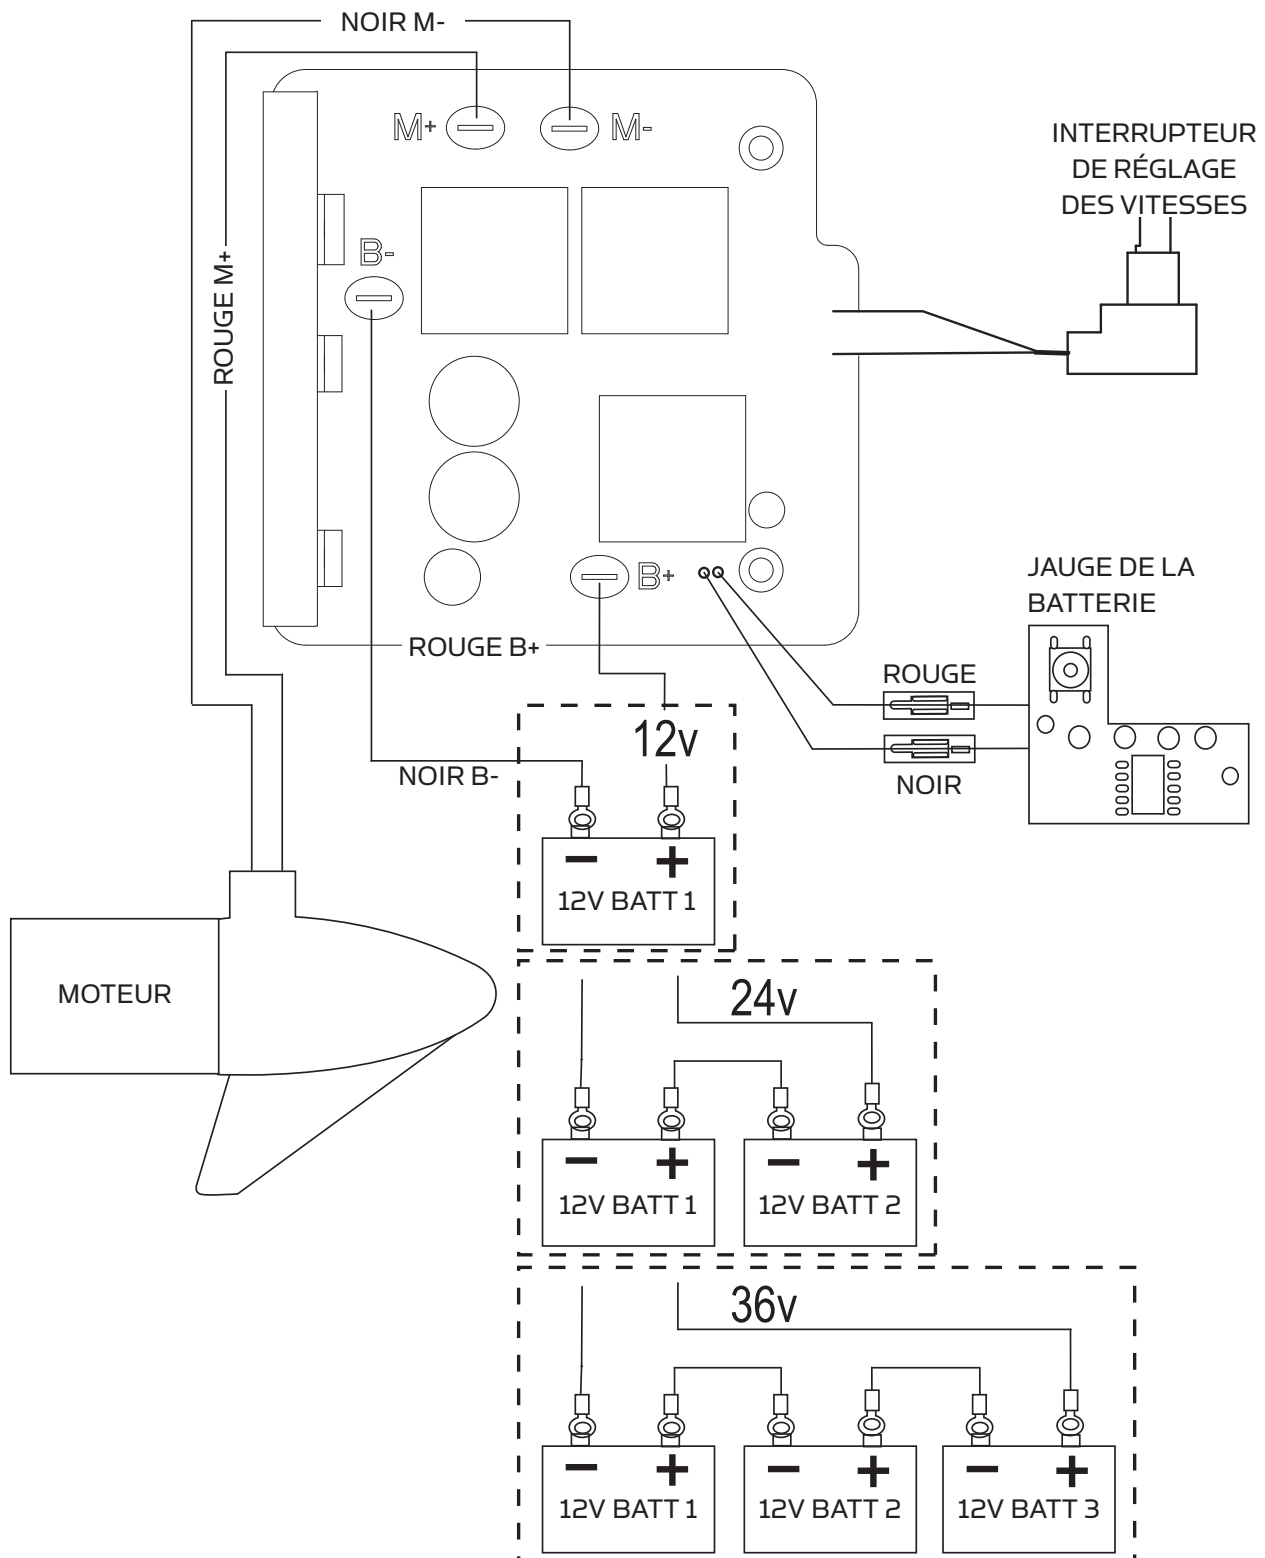 NOIR M-
M+
M-
INTERRUPTEUR
DE RÉGLAGE
DES VITESSES
B-
ROUGE M+
B+
JAUGE DE LA
BATTERIE
ROUGE B+
ROUGE
12v
NOIR B-
NOIR
12V BATT 1
MOTEUR
24v
12V BATT 1
12V BATT 2
36v
12V BATT 1
12V BATT 2
12V BATT 3